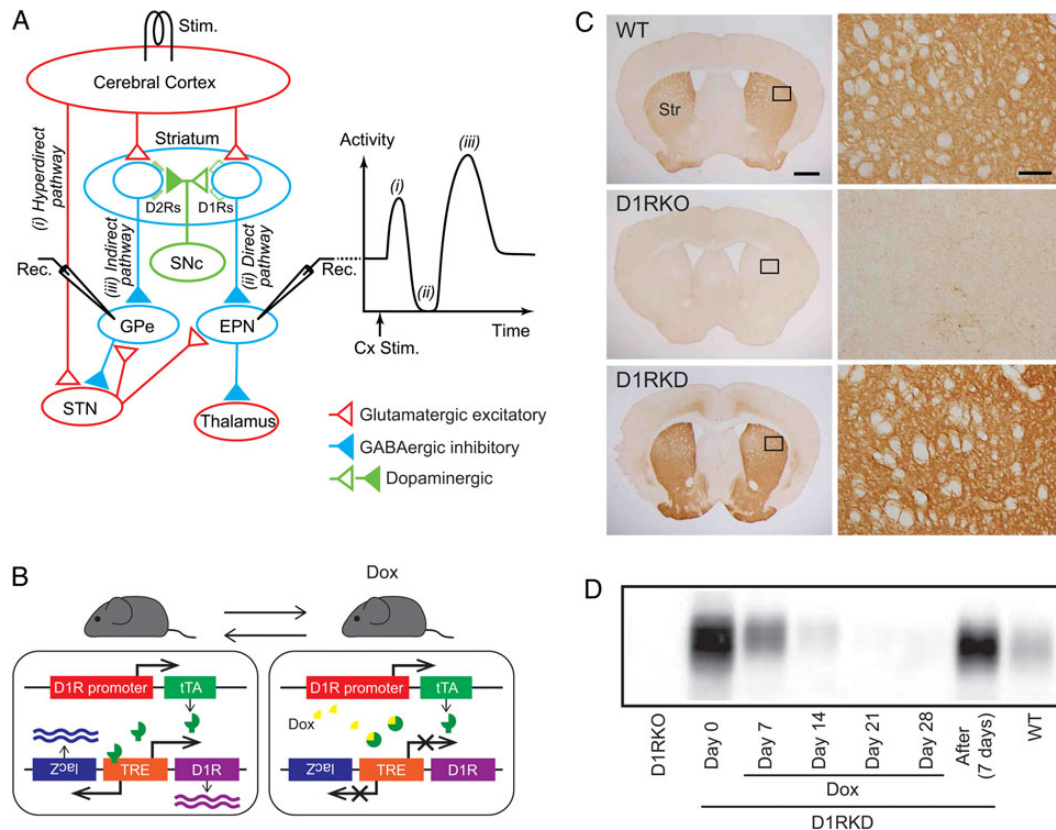 A
Stim.
Cerebral Cortex
Striatum
D2Rs
D1Rs
(i) Hyperdirect
pathway
(iii) Indirect
pathway
SNc
(ii) Direct
pathway
Rec.
Rec.
GPe
EPN
STN
Thalamus
Activity
(i)
(ii)
(iii)
Time
Cx Stim.
Glutamatergic excitatory
GABAergic inhibitory
Dopaminergic
B
Dox
D1R promoter
tTA
lacZ
TRE
D1R
D1R promoter
tTA
Dox
lacZ
TRE
D1R
C
WT
Str
D1RKO
D1RKD
D
D1RKO
Day 0
Day 7
Day 14
Day 21
Day 28
After
(7 days)
WT
Dox
D1RKD